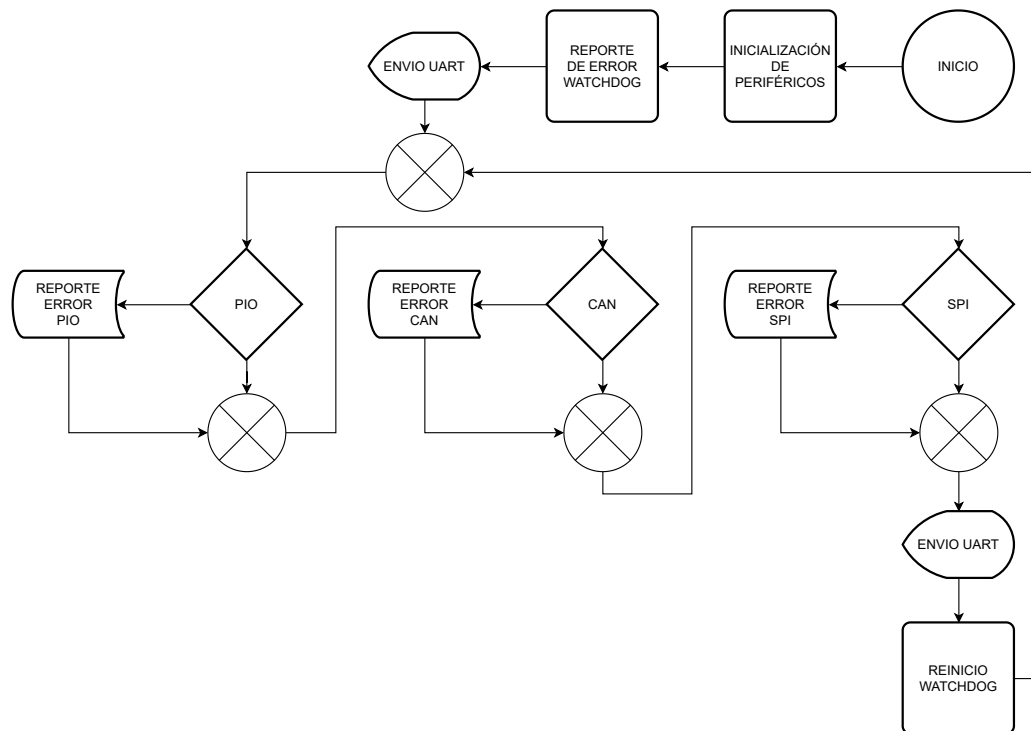 ENVIO UART
REPORTE
DE ERROR
WATCHDOG
INICIALIZACIÓN
DE
PERIFÉRICOS
INICIO
REPORTE
ERROR
PIO
PIO
REPORTE
ERROR
CAN
CAN
REPORTE
ERROR
SPI
SPI
ENVIO UART
REINICIO
WATCHDOG